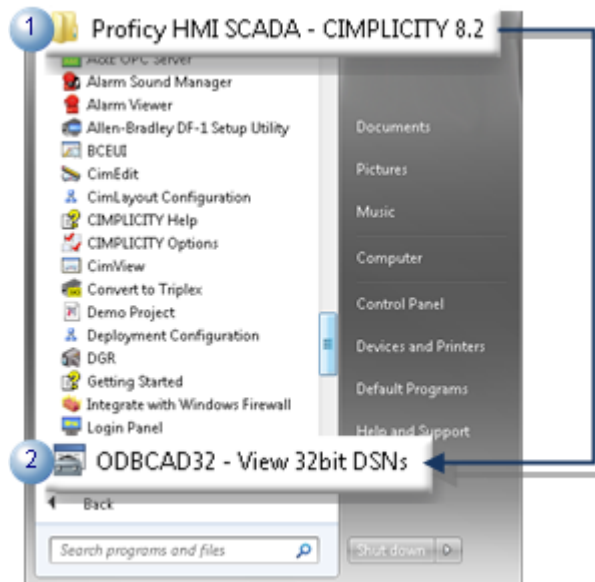 1 Proficy HMI SCADA - CIMPLICITY 8.2
A&E OPC Server
Alarm Sound Manager
Alarm Viewer
Allen-Bradley DF-1 Setup Utility
BCEUI
CimEdit
CimLayout Configuration
CIMPLICITY Help
CIMPLICITY Options
CimView
Convert to Triplex
Demo Project
Deployment Configuration
DGR
Getting Started
Integrate with Windows Firewall
Login Panel
2 ODBCAD32 - View 32bit DSNs
Back
Search programs and files
Documents
Pictures
Music
Computer
Control Panel
Devices and Printers
Default Programs
Help and Support
Shut down